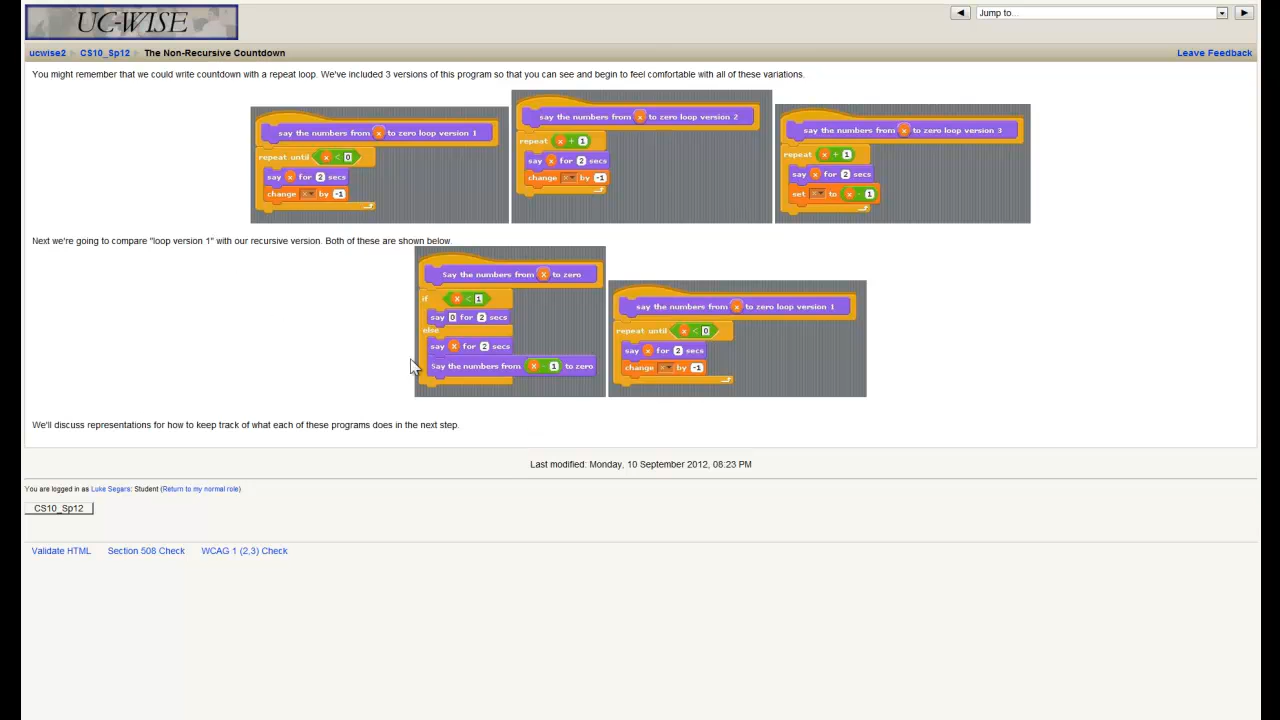 UC-WISE
Jump to...
ucwise2 CS10_Sp12 The Non-Recursive Countdown
Leave Feedback
You might remember that we could write countdown with a repeat loop. We've included 3 versions of this program so that you can see and begin to feel comfortable with all of these variations.
say the numbers from x to zero loop version 1
repeat until x < 0
say x for 2 secs
change x by -1
say the numbers from x to zero loop version 2
repeat x + 1
say x for 2 secs
change x by -1
say the numbers from x to zero loop version 3
repeat x + 1
say x for 2 secs
set x to x - 1
Next we're going to compare "loop version 1" with our recursive version. Both of these are shown below.
Say the numbers from x to zero
if x < 1
say 0 for 2 secs
else
say x for 2 secs
Say the numbers from x - 1 to zero
say the numbers from x to zero loop version 1
repeat until x < 0
say x for 2 secs
change x by -1
We'll discuss representations for how to keep track of what each of these programs does in the next step.
Last modified: Monday, 10 September 2012, 08:23 PM
You are logged in as Luke Segars: Student (Return to my normal role)
CS10_Sp12
Validate HTML Section 508 Check WCAG 1 (2,3) Check